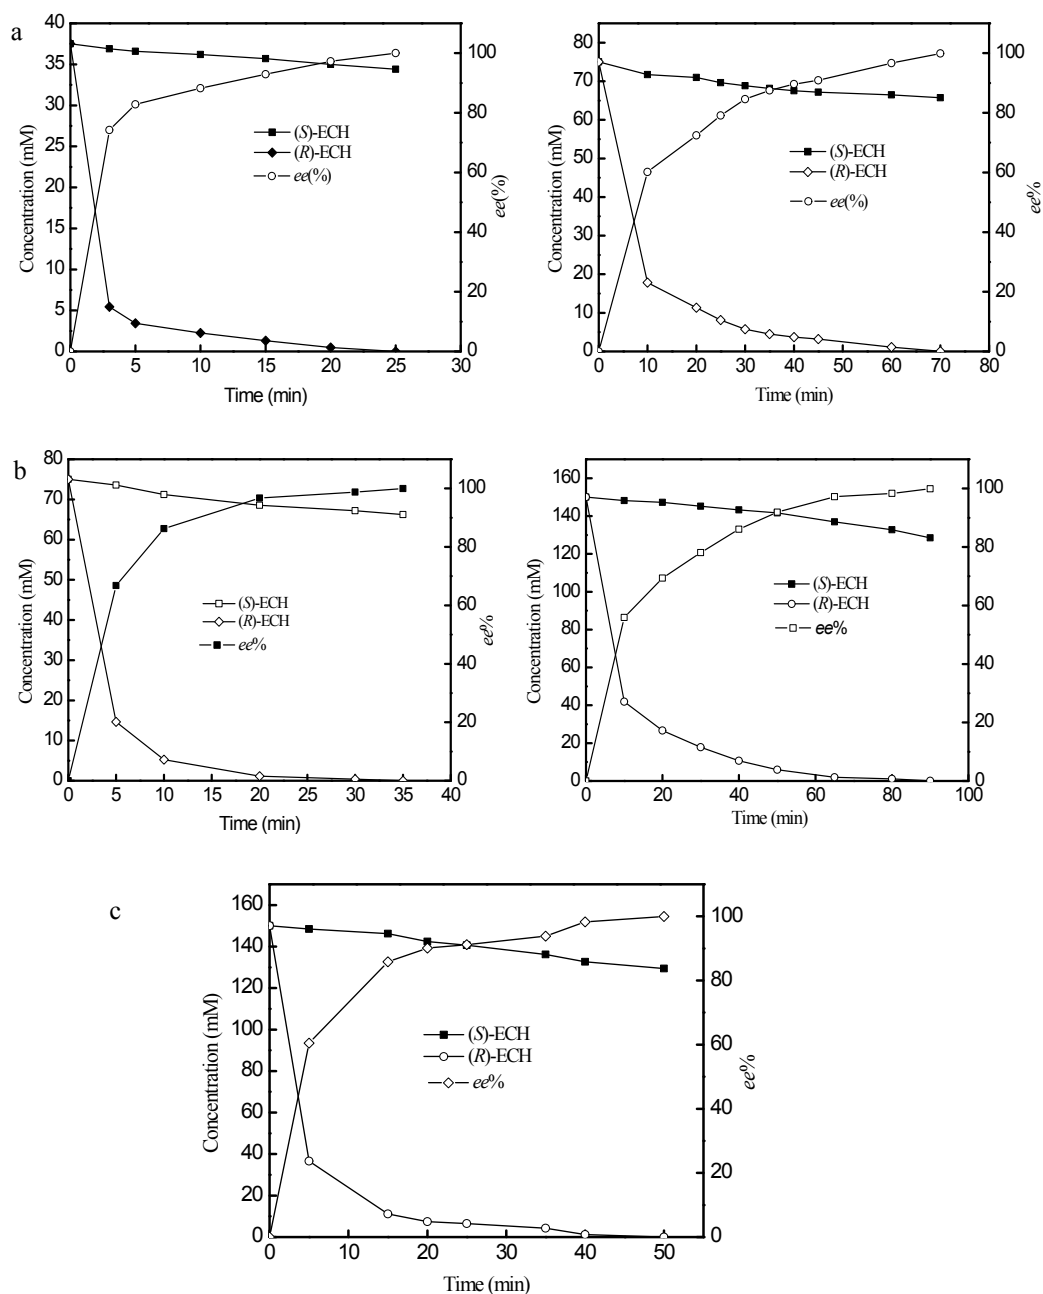 a
40
35
30
25
20
15
10
5
0
Concentration (mM)
(S)-ECH
(R)-ECH
ee(%)
100
80
60
40
20
0
ee(%)
0 5 10 15 20 25 30
Time (min)
80
70
60
50
40
30
20
10
0
Concentration (mM)
(S)-ECH
(R)-ECH
ee(%)
100
80
60
40
20
0
ee%
0 10 20 30 40 50 60 70 80
Time (min)
b
80
70
60
50
40
30
20
10
0
Concentration (mM)
(S)-ECH
(R)-ECH
ee%
100
80
60
40
20
0
ee%
0 5 10 15 20 25 30 35 40
Time (min)
160
140
120
100
80
60
40
20
0
Concentration (mM)
(S)-ECH
(R)-ECH
ee%
100
80
60
40
20
0
ee%
0 20 40 60 80 100
Time (min)
c
160
140
120
100
80
60
40
20
0
Concentration (mM)
(S)-ECH
(R)-ECH
ee%
100
80
60
40
20
0
ee%
0 10 20 30 40 50
Time (min)